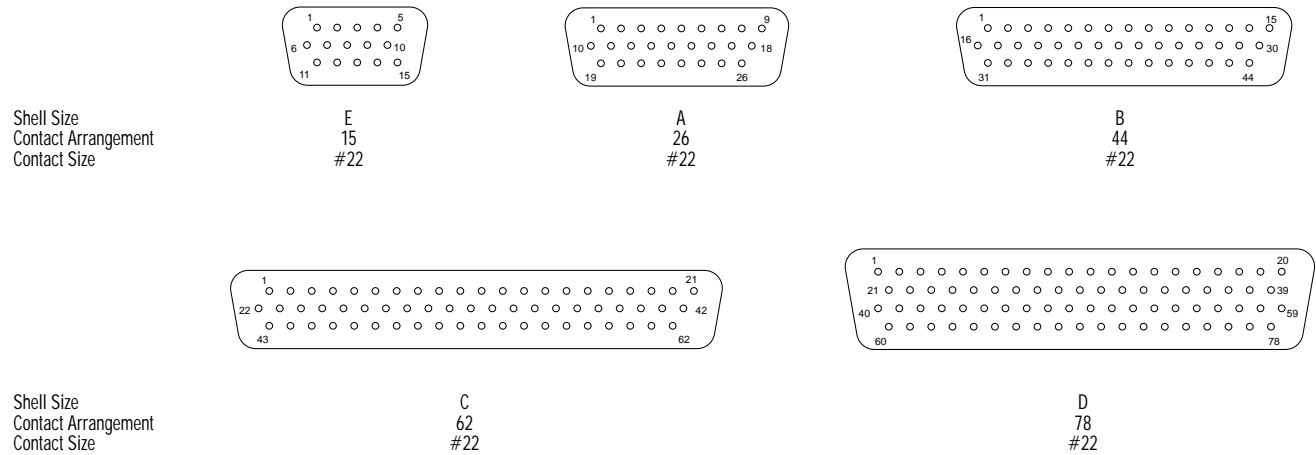 1 5 1 9 1 15
6 10 10 18 16 30
11 15 19 26 31 44
Shell Size E A B
Contact Arrangement 15 26 44
Contact Size #22 #22 #22
1 21 1 20
22 42 21 39
43 62 40 59
60 78
Shell Size C D
Contact Arrangement 62 78
Contact Size #22 #22